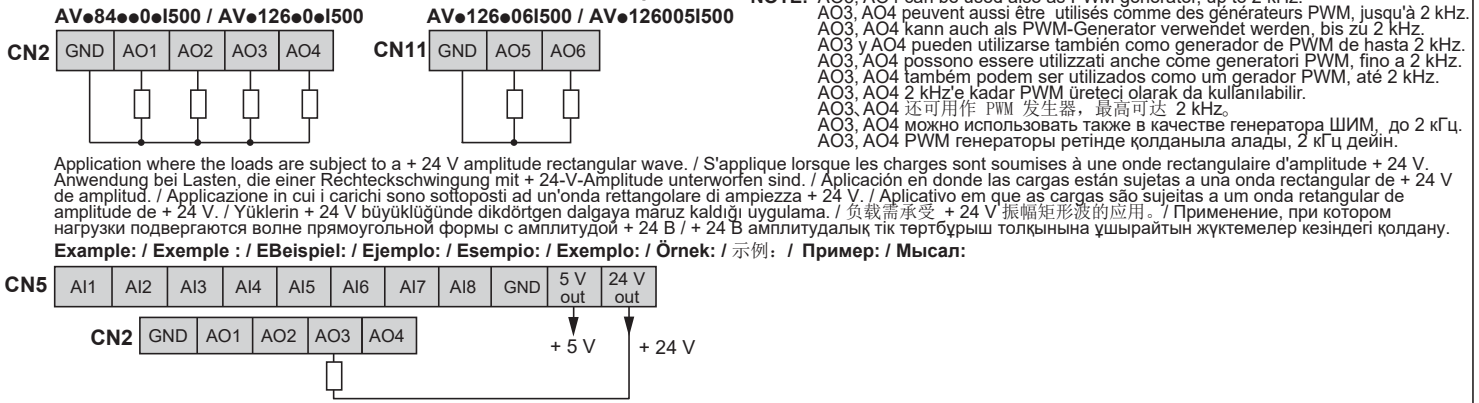 NOTE: AO3, AO4 can be used also as PWM generator, up to 2 kHz.
AO3, AO4 peuvent aussi être utilisés comme des générateurs PWM, jusqu'à 2 kHz.
AO3, AO4 kann auch als PWM-Generator verwendet werden, bis zu 2 kHz.
AO3 y AO4 pueden utilizarse también como generador de PWM de hasta 2 kHz.
AO3, AO4 possono essere utilizzati anche come generatori PWM, fino a 2 kHz.
AO3, AO4 também podem ser utilizados como um gerador PWM, até 2 kHz.
AO3, AO4 2 kHz'e kadar PWM üreteci olarak da kullanılabilir.
AO3、AO4 还可用作 PWM 发生器，最高可达 2 kHz。
AO3, AO4 можно использовать также в качестве генератора ШИМ, до 2 кГц.
AO3, AO4 PWM генераторы ретінде қолданыла алады, 2 кГц дейін.
AV●84●●0●I500 / AV●126●0●I500
CN2 GND AO1 AO2 AO3 AO4
AV●126●06I500 / AV●126005I500
CN11 GND AO5 AO6
Application where the loads are subject to a + 24 V amplitude rectangular wave. / S'applique lorsque les charges sont soumises à une onde rectangulaire d'amplitude + 24 V.
Anwendung bei Lasten, die einer Rechteckschwingung mit + 24-V-Amplitude unterworfen sind. / Aplicación en donde las cargas están sujetas a una onda rectangular de + 24 V
de amplitud. / Applicazione in cui i carichi sono sottoposti ad un'onda rettangolare di ampiezza + 24 V. / Aplicativo em que as cargas são sujeitas a um onda retangular de
amplitude de + 24 V. / Yüklerin + 24 V büyüklüğünde dikdörtgen dalgaya maruz kaldığı uygulama. / 负载需承受 + 24 V 振幅矩形波的应用。/ Применение, при котором
нагрузки подвергаются волне прямоугольной формы с амплитудой + 24 В / + 24 В амплитудалық тік төртбұрыш толқынына ұшырайтын жүктемелер кезіндегі қолдану.
Example: / Exemple : / EBeispiel: / Ejemplo: / Esempio: / Exemplo: / Örnek: / 示例：/ Пример: / Мысал:
CN5 AI1 AI2 AI3 AI4 AI5 AI6 AI7 AI8 GND 5 V out 24 V out
CN2 GND AO1 AO2 AO3 AO4
+ 5 V + 24 V